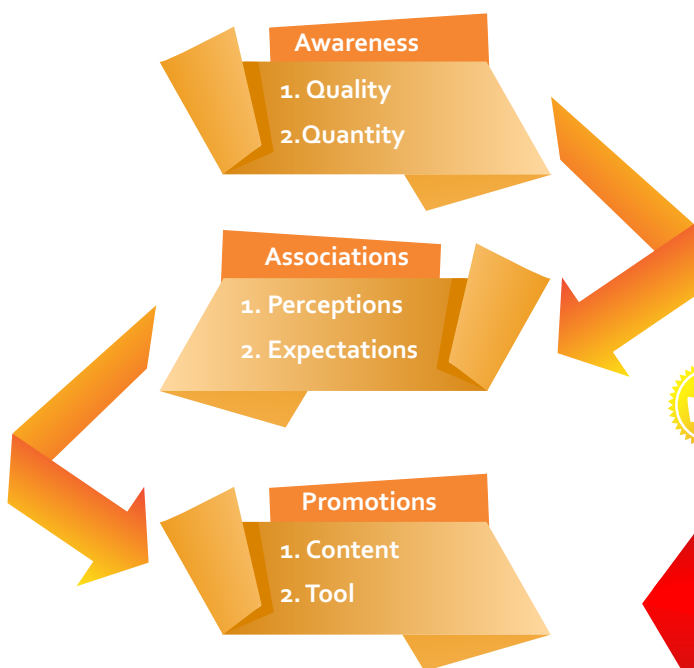 Awareness
1. Quality
2.Quantity
Associations
1. Perceptions
2. Expectations
Promotions
1. Content
2. Tool